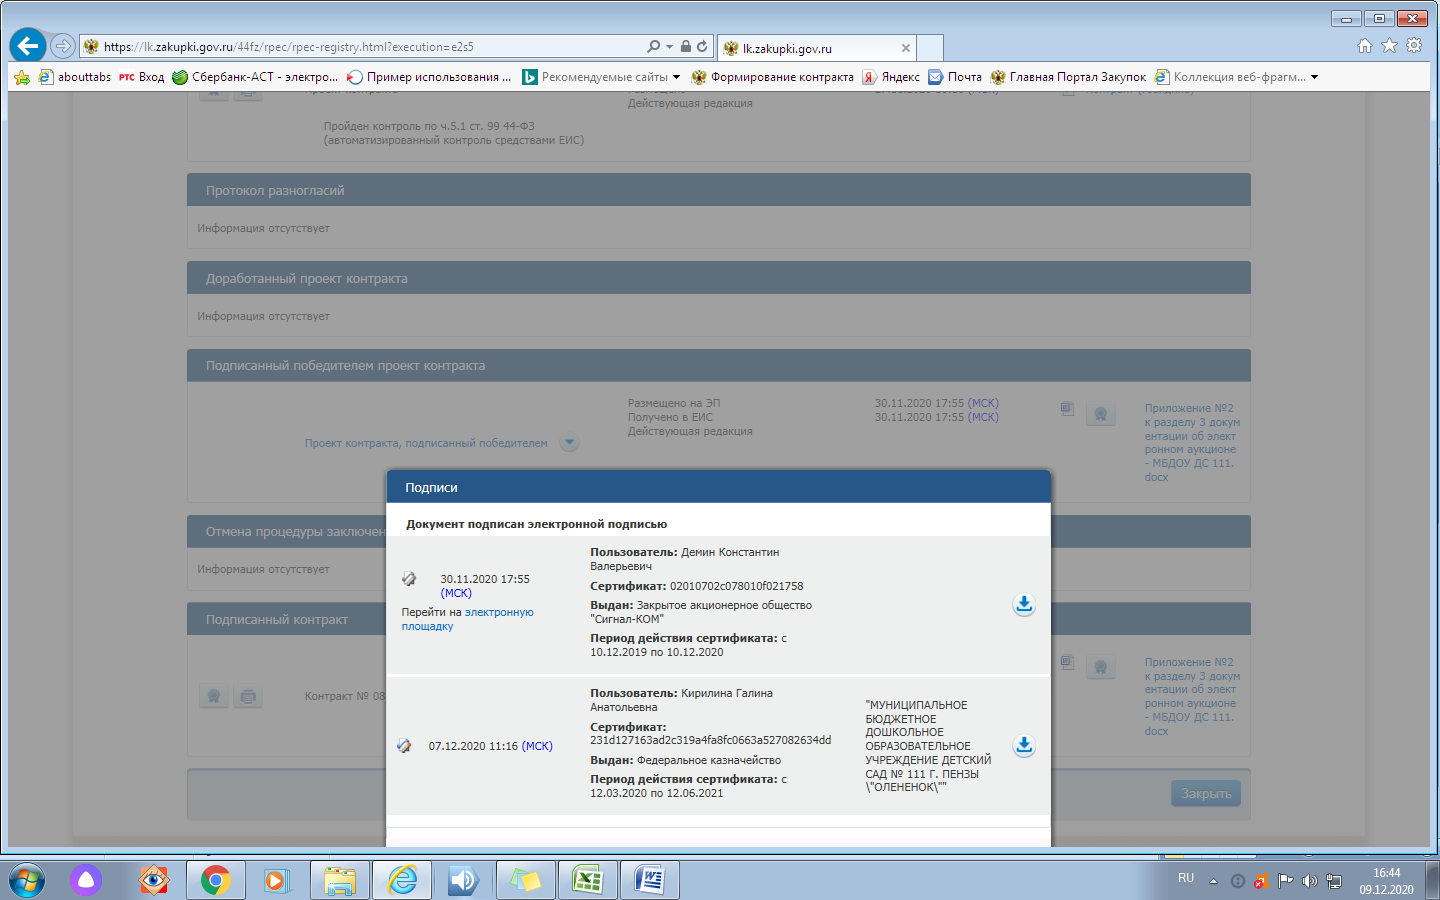 https://lk.zakupki.gov.ru/44fz/rpec/rpec-registry.html?execution=e2s5
lk.zakupki.gov.ru
abouttabs
РТС Вход
Сбербанк-АСТ - электро...
Пример использования ...
Рекомендуемые сайты
Формирование контракта
Яндекс
Почта
Главная Портал Закупок
Коллекция веб-фрагм...
Действующая редакция
Пройден контроль по ч.5.1 ст. 99 44-ФЗ
(автоматизированный контроль средствами ЕИС)
Протокол разногласий
Информация отсутствует
Доработанный проект контракта
Информация отсутствует
Подписанный победителем проект контракта
Проект контракта, подписанный победителем
Размещено на ЭП 30.11.2020 17:55 (МСК)
Получено в ЕИС 30.11.2020 17:55 (МСК)
Действующая редакция
Приложение №2
к разделу 3 докум
ентации об элект
ронном аукционе
- МБДОУ ДС 111.
docx
Отмена процедуры заключен
Информация отсутствует
Подписанный контракт
Контракт № 08
Приложение №2
к разделу 3 докум
ентации об элект
ронном аукционе
- МБДОУ ДС 111.
docx
Закрыть
Подписи
Документ подписан электронной подписью
30.11.2020 17:55
(МСК)
Перейти на электронную
площадку
Пользователь: Демин Константин
Валерьевич
Сертификат: 02010702c078010f021758
Выдан: Закрытое акционерное общество
"Сигнал-КОМ"
Период действия сертификата: с
10.12.2019 по 10.12.2020
07.12.2020 11:16 (МСК)
Пользователь: Кирилина Галина
Анатольевна
Сертификат:
231d127163ad2c319a4fa8fc0663a527082634dd
Выдан: Федеральное казначейство
Период действия сертификата: с
12.03.2020 по 12.06.2021
"МУНИЦИПАЛЬНОЕ
БЮДЖЕТНОЕ
ДОШКОЛЬНОЕ
ОБРАЗОВАТЕЛЬНОЕ
УЧРЕЖДЕНИЕ ДЕТСКИЙ
САД № 111 Г. ПЕНЗЫ
\"ОЛЕНЕНОК\""
RU
16:44
09.12.2020